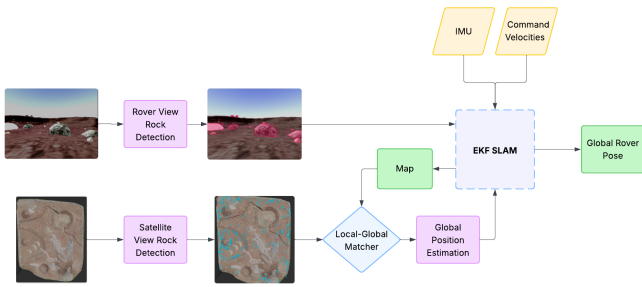 IMU
Command
Velocities
Rover View
Rock
Detection
EKF SLAM
Global Rover
Pose
Map
Satellite
View Rock
Detection
Local-Global
Matcher
Global
Position
Estimation